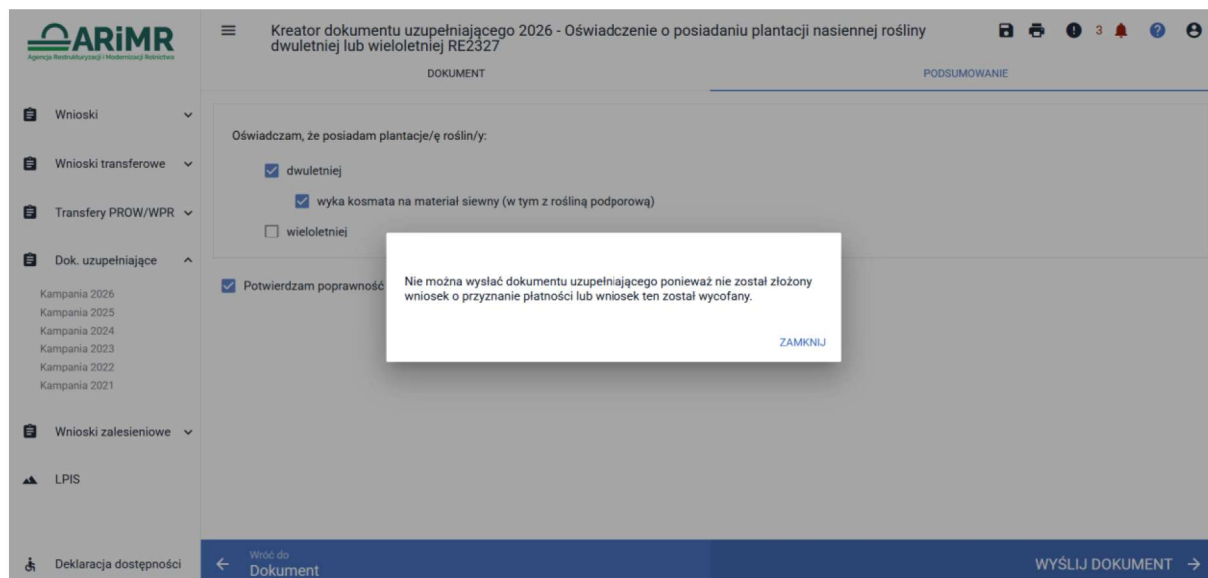 ARiMR
Agencja Restrukturyzacji i Modernizacji Rolnictwa
Kreator dokumentu uzupełniającego 2026 - Oświadczenie o posiadaniu plantacji nasiennej rośliny
dwuletniej lub wieloletniej RE2327
3
DOKUMENT
PODSUMOWANIE
Wnioski
Wnioski transferowe
Transfery PROW/WPR
Dok. uzupełniające
Kampania 2026
Kampania 2025
Kampania 2024
Kampania 2023
Kampania 2022
Kampania 2021
Wnioski zalesieniowe
LPIS
Deklaracja dostępności
Oświadczam, że posiadam plantacje/ę roślin/y:
dwuletniej
wyka kosmata na materiał siewny (w tym z rośliną podporową)
wieloletniej
Potwierdzam poprawność
Nie można wysłać dokumentu uzupełniającego ponieważ nie został złożony
wniosek o przyznanie płatności lub wniosek ten został wycofany.
ZAMKNIJ
Wróć do
Dokument
WYŚLIJ DOKUMENT